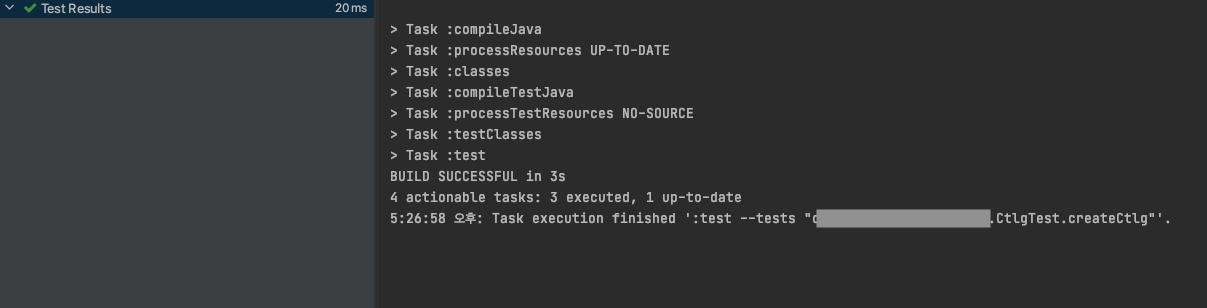 Test Results 20 ms
> Task :compileJava
> Task :processResources UP-TO-DATE
> Task :classes
> Task :compileTestJava
> Task :processTestResources NO-SOURCE
> Task :testClasses
> Task :test
BUILD SUCCESSFUL in 3s
4 actionable tasks: 3 executed, 1 up-to-date
5:26:58 오후: Task execution finished ':test --tests ".CtlgTest.createCtlg"'.